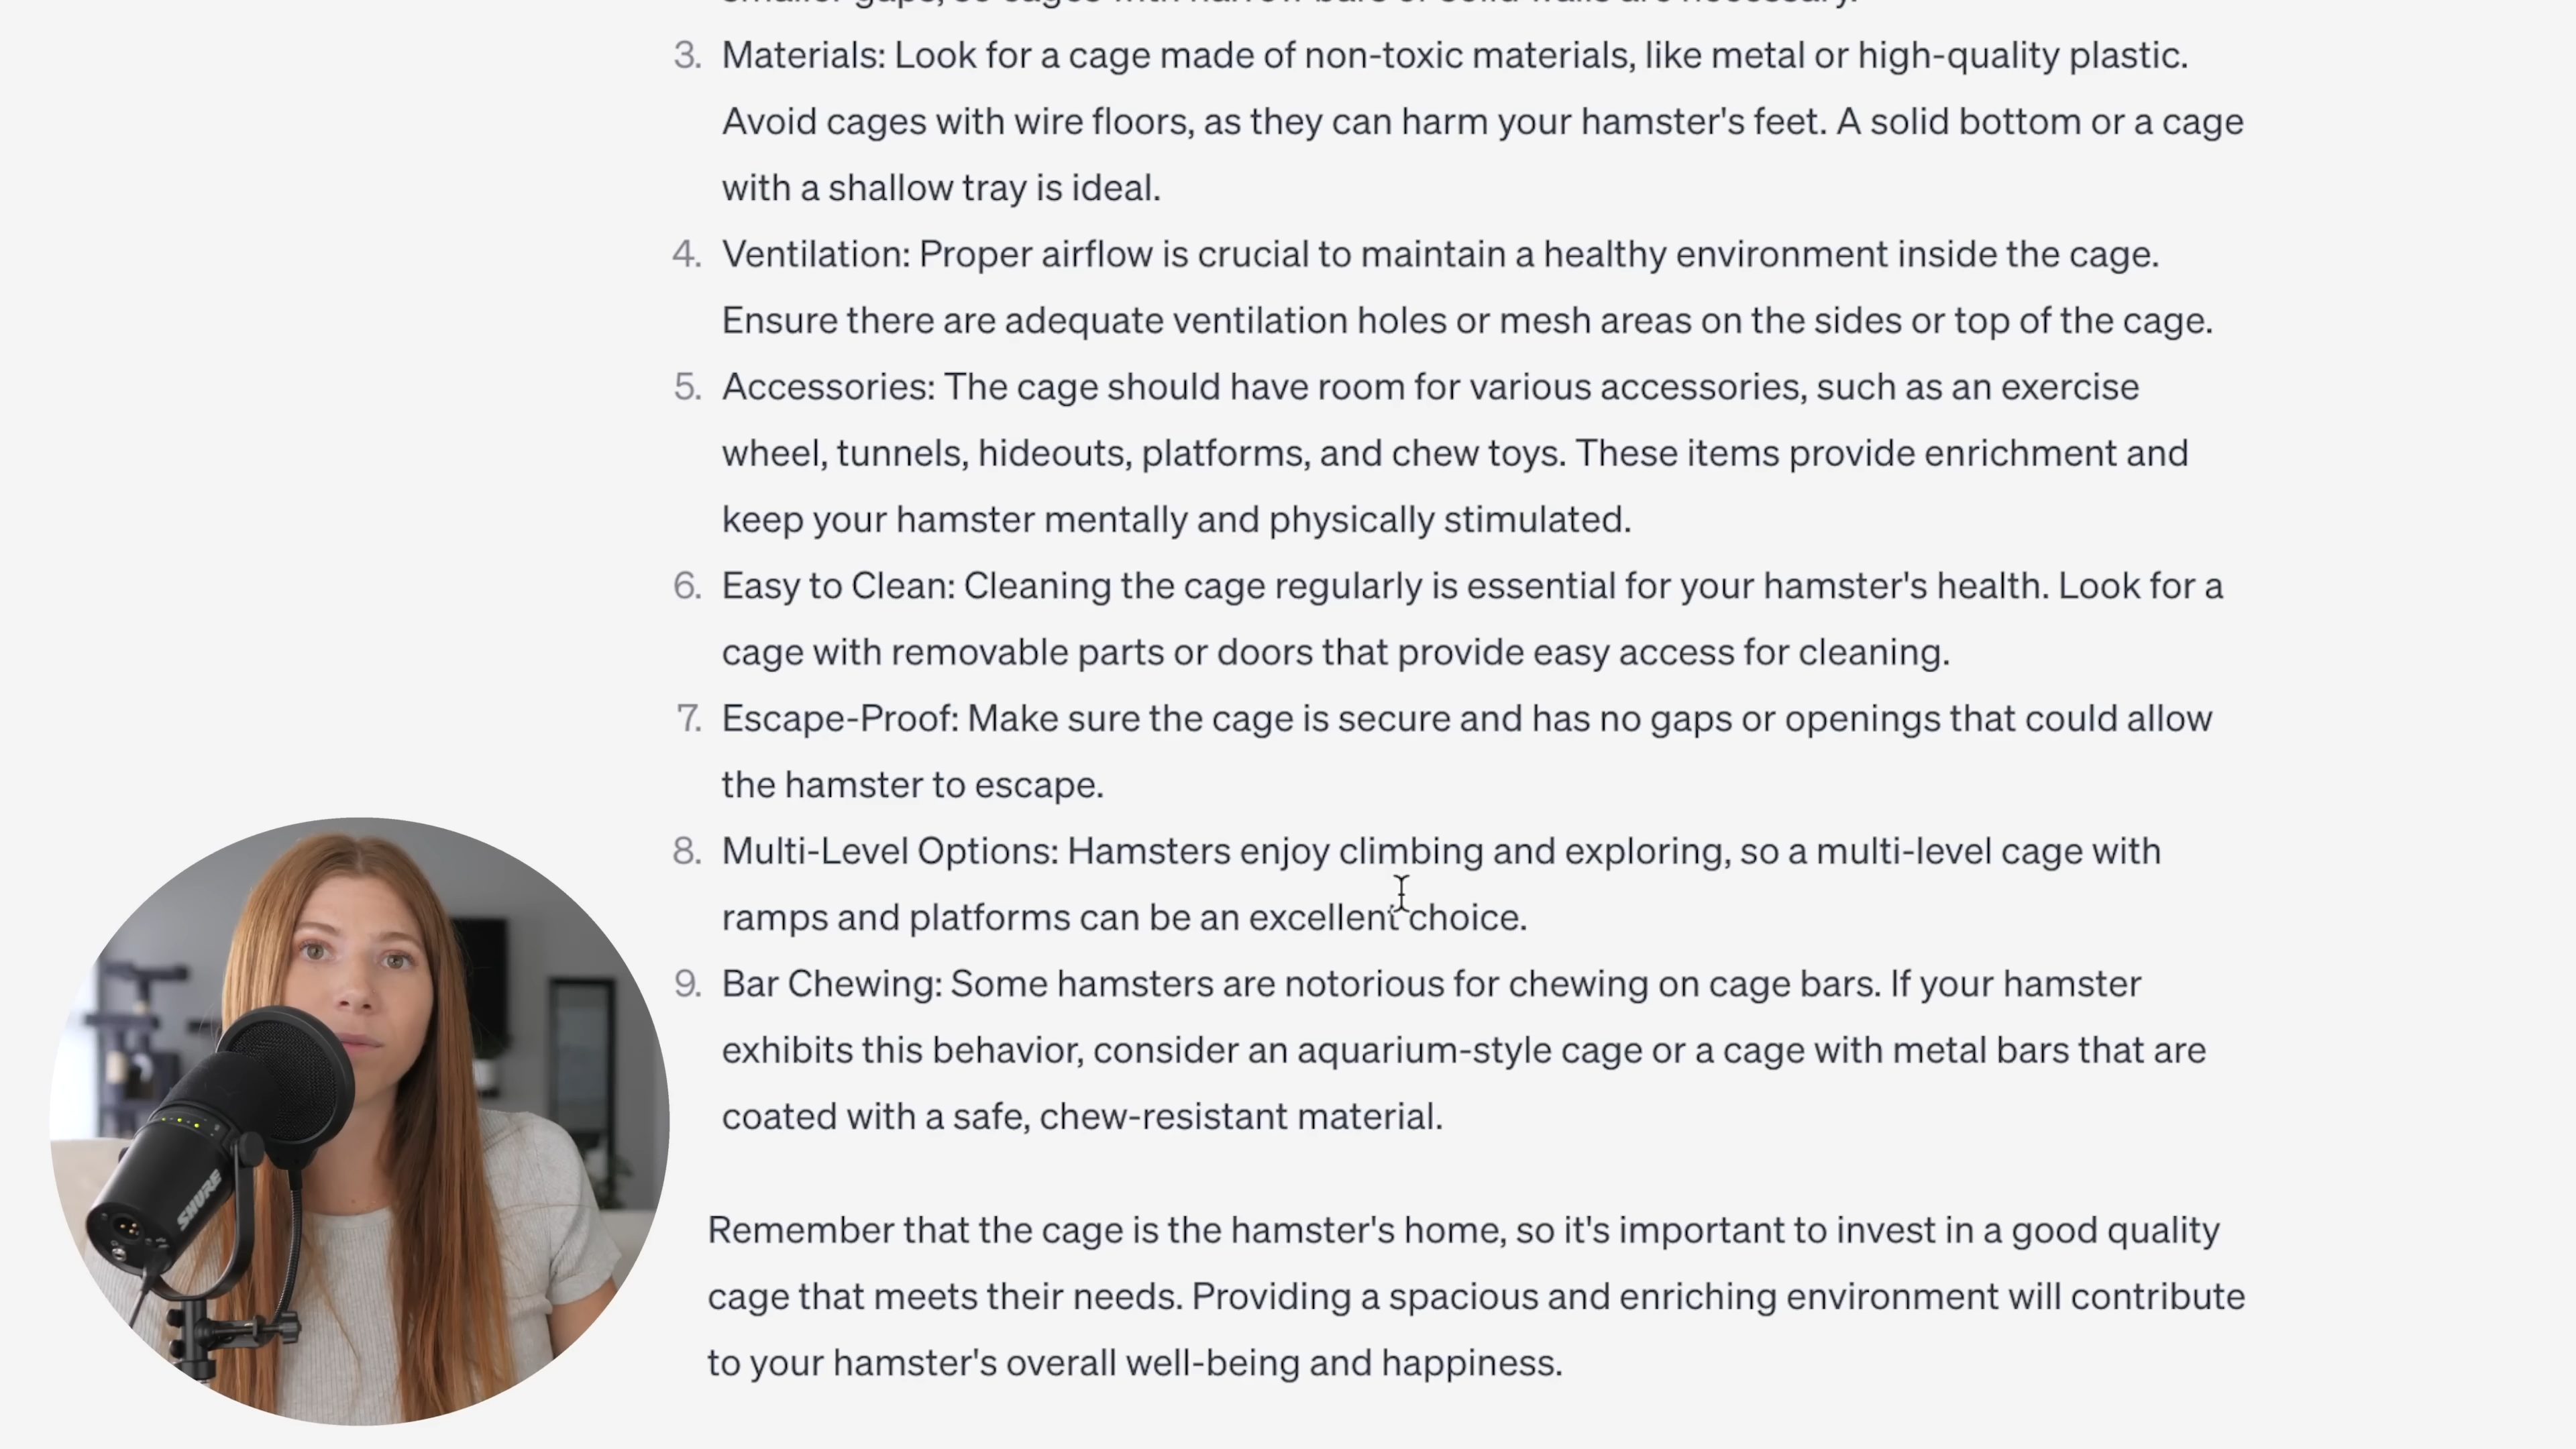 3. Materials: Look for a cage made of non-toxic materials, like metal or high-quality plastic.
Avoid cages with wire floors, as they can harm your hamster's feet. A solid bottom or a cage
with a shallow tray is ideal.
4. Ventilation: Proper airflow is crucial to maintain a healthy environment inside the cage.
Ensure there are adequate ventilation holes or mesh areas on the sides or top of the cage.
5. Accessories: The cage should have room for various accessories, such as an exercise
wheel, tunnels, hideouts, platforms, and chew toys. These items provide enrichment and
keep your hamster mentally and physically stimulated.
6. Easy to Clean: Cleaning the cage regularly is essential for your hamster's health. Look for a
cage with removable parts or doors that provide easy access for cleaning.
7. Escape-Proof: Make sure the cage is secure and has no gaps or openings that could allow
the hamster to escape.
8. Multi-Level Options: Hamsters enjoy climbing and exploring, so a multi-level cage with
ramps and platforms can be an excellent choice.
9. Bar Chewing: Some hamsters are notorious for chewing on cage bars. If your hamster
exhibits this behavior, consider an aquarium-style cage or a cage with metal bars that are
coated with a safe, chew-resistant material.
Remember that the cage is the hamster's home, so it's important to invest in a good quality
cage that meets their needs. Providing a spacious and enriching environment will contribute
to your hamster's overall well-being and happiness.
SHURE